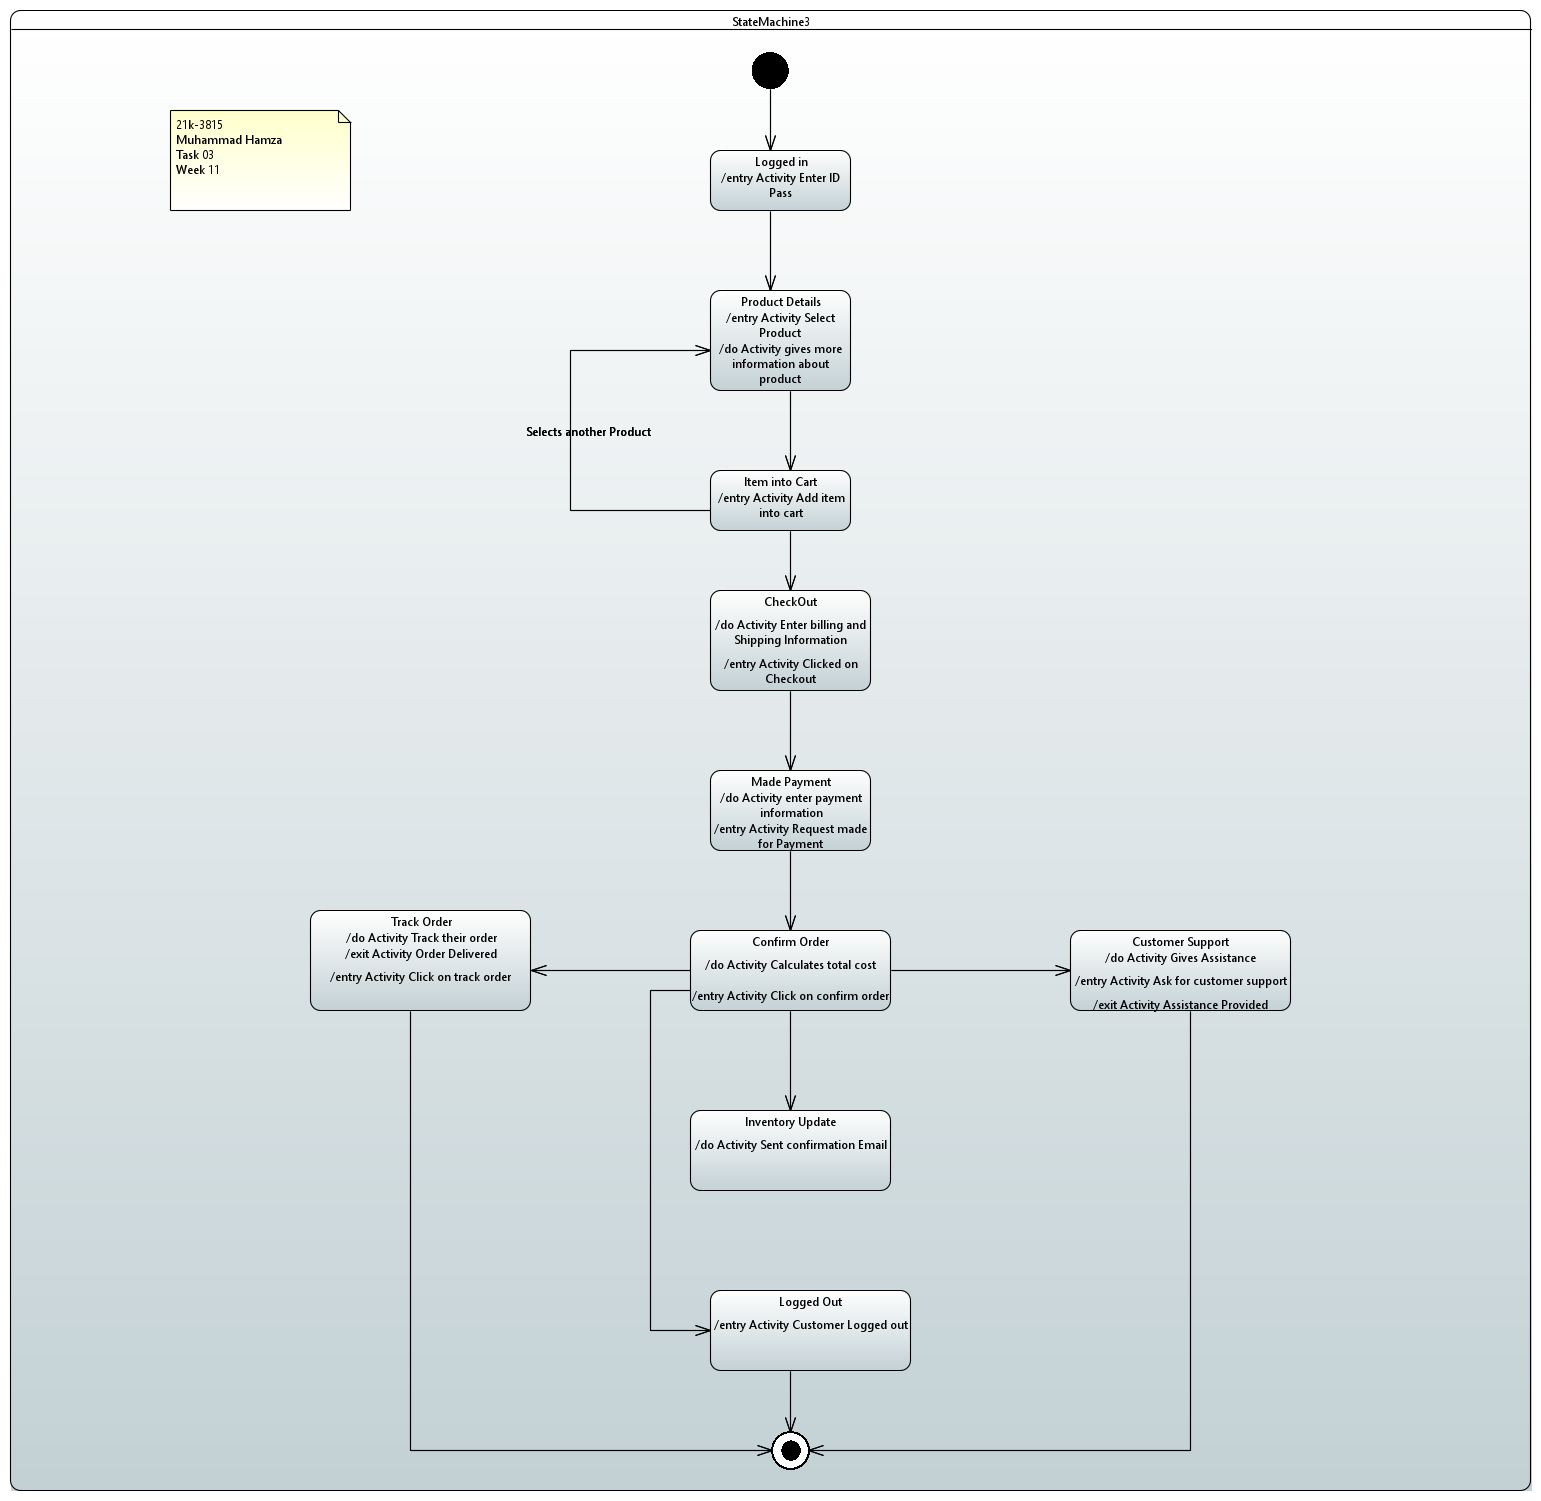 StateMachine3
21k-3815
Muhammad Hamza
Task 03
Week 11
Logged in
/entry Activity Enter ID
Pass
Product Details
/entry Activity Select
Product
/do Activity gives more
information about
product
Selects another Product
Item into Cart
/entry Activity Add item
into cart
CheckOut
/do Activity Enter billing and
Shipping Information
/entry Activity Clicked on
Checkout
Made Payment
/do Activity enter payment
information
/entry Activity Request made
for Payment
Track Order
/do Activity Track their order
/exit Activity Order Delivered
/entry Activity Click on track order
Confirm Order
/do Activity Calculates total cost
/entry Activity Click on confirm order
Customer Support
/do Activity Gives Assistance
/entry Activity Ask for customer support
/exit Activity Assistance Provided
Inventory Update
/do Activity Sent confirmation Email
Logged Out
/entry Activity Customer Logged out